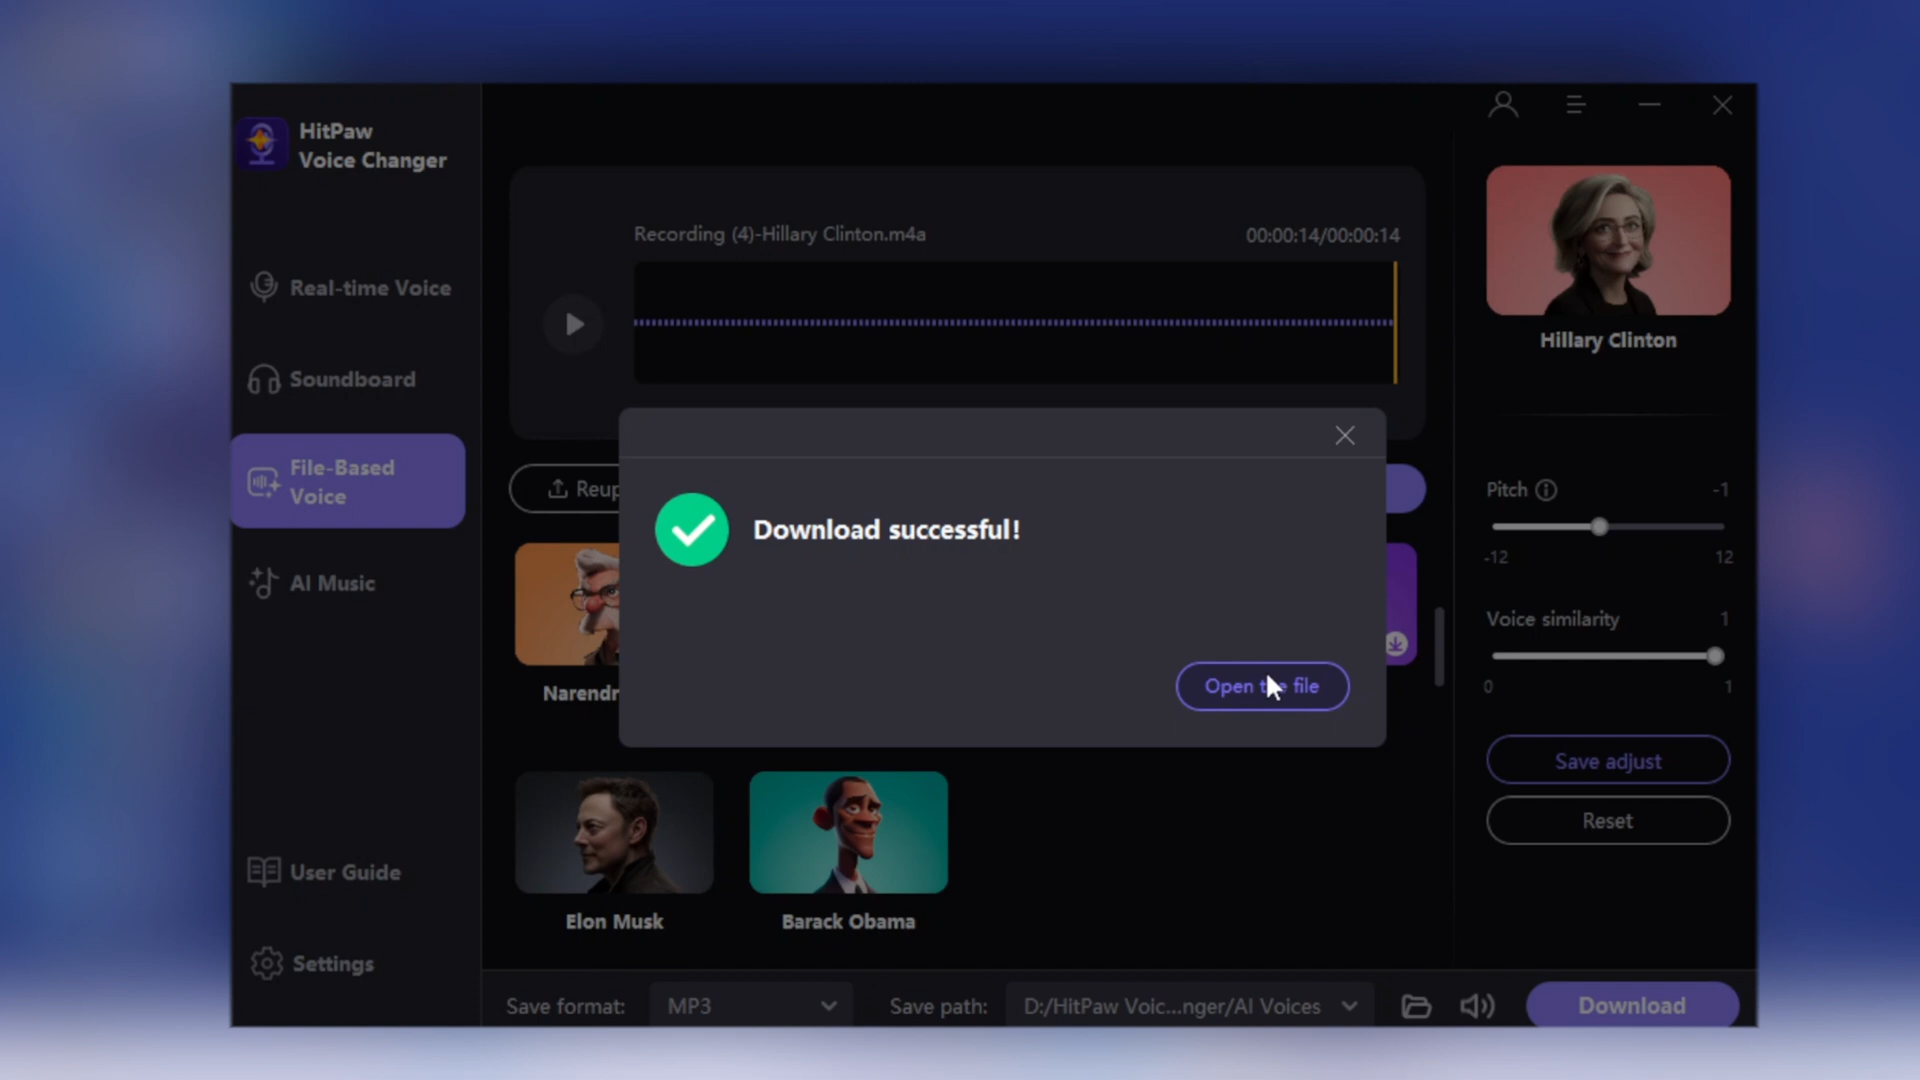 HitPaw
Voice Changer
Real-time Voice
Soundboard
File-Based
Voice
AI Music
User Guide
Settings
Recording (4)-Hillary Clinton.m4a
00:00:14/00:00:14
Download successful!
Open file
Elon Musk
Barack Obama
Hillary Clinton
Pitch
-1
-12
12
Voice similarity
1
0
1
Save adjust
Reset
Save format:
MP3
Save path:
D:/HitPaw Voic...nger/AI Voices
Download